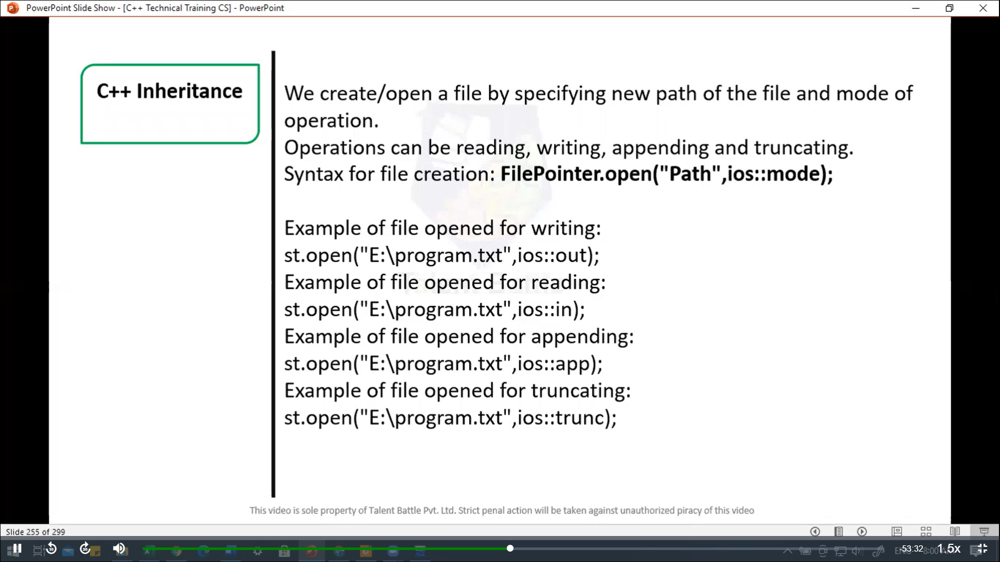 PowerPoint Slide Show - [C++ Technical Training CS] - PowerPoint
C++ Inheritance
We create/open a file by specifying new path of the file and mode of
operation.
Operations can be reading, writing, appending and truncating.
Syntax for file creation: FilePointer.open("Path",ios::mode);
Example of file opened for writing:
st.open("E:\program.txt",ios::out);
Example of file opened for reading:
st.open("E:\program.txt",ios::in);
Example of file opened for appending:
st.open("E:\program.txt",ios::app);
Example of file opened for truncating:
st.open("E:\program.txt",ios::trunc);
This video is sole property of Talent Battle Pvt. Ltd. Strict penal action will be taken against unauthorized piracy of this video
Slide 255 of 299
10
30
-53:32
1.5x